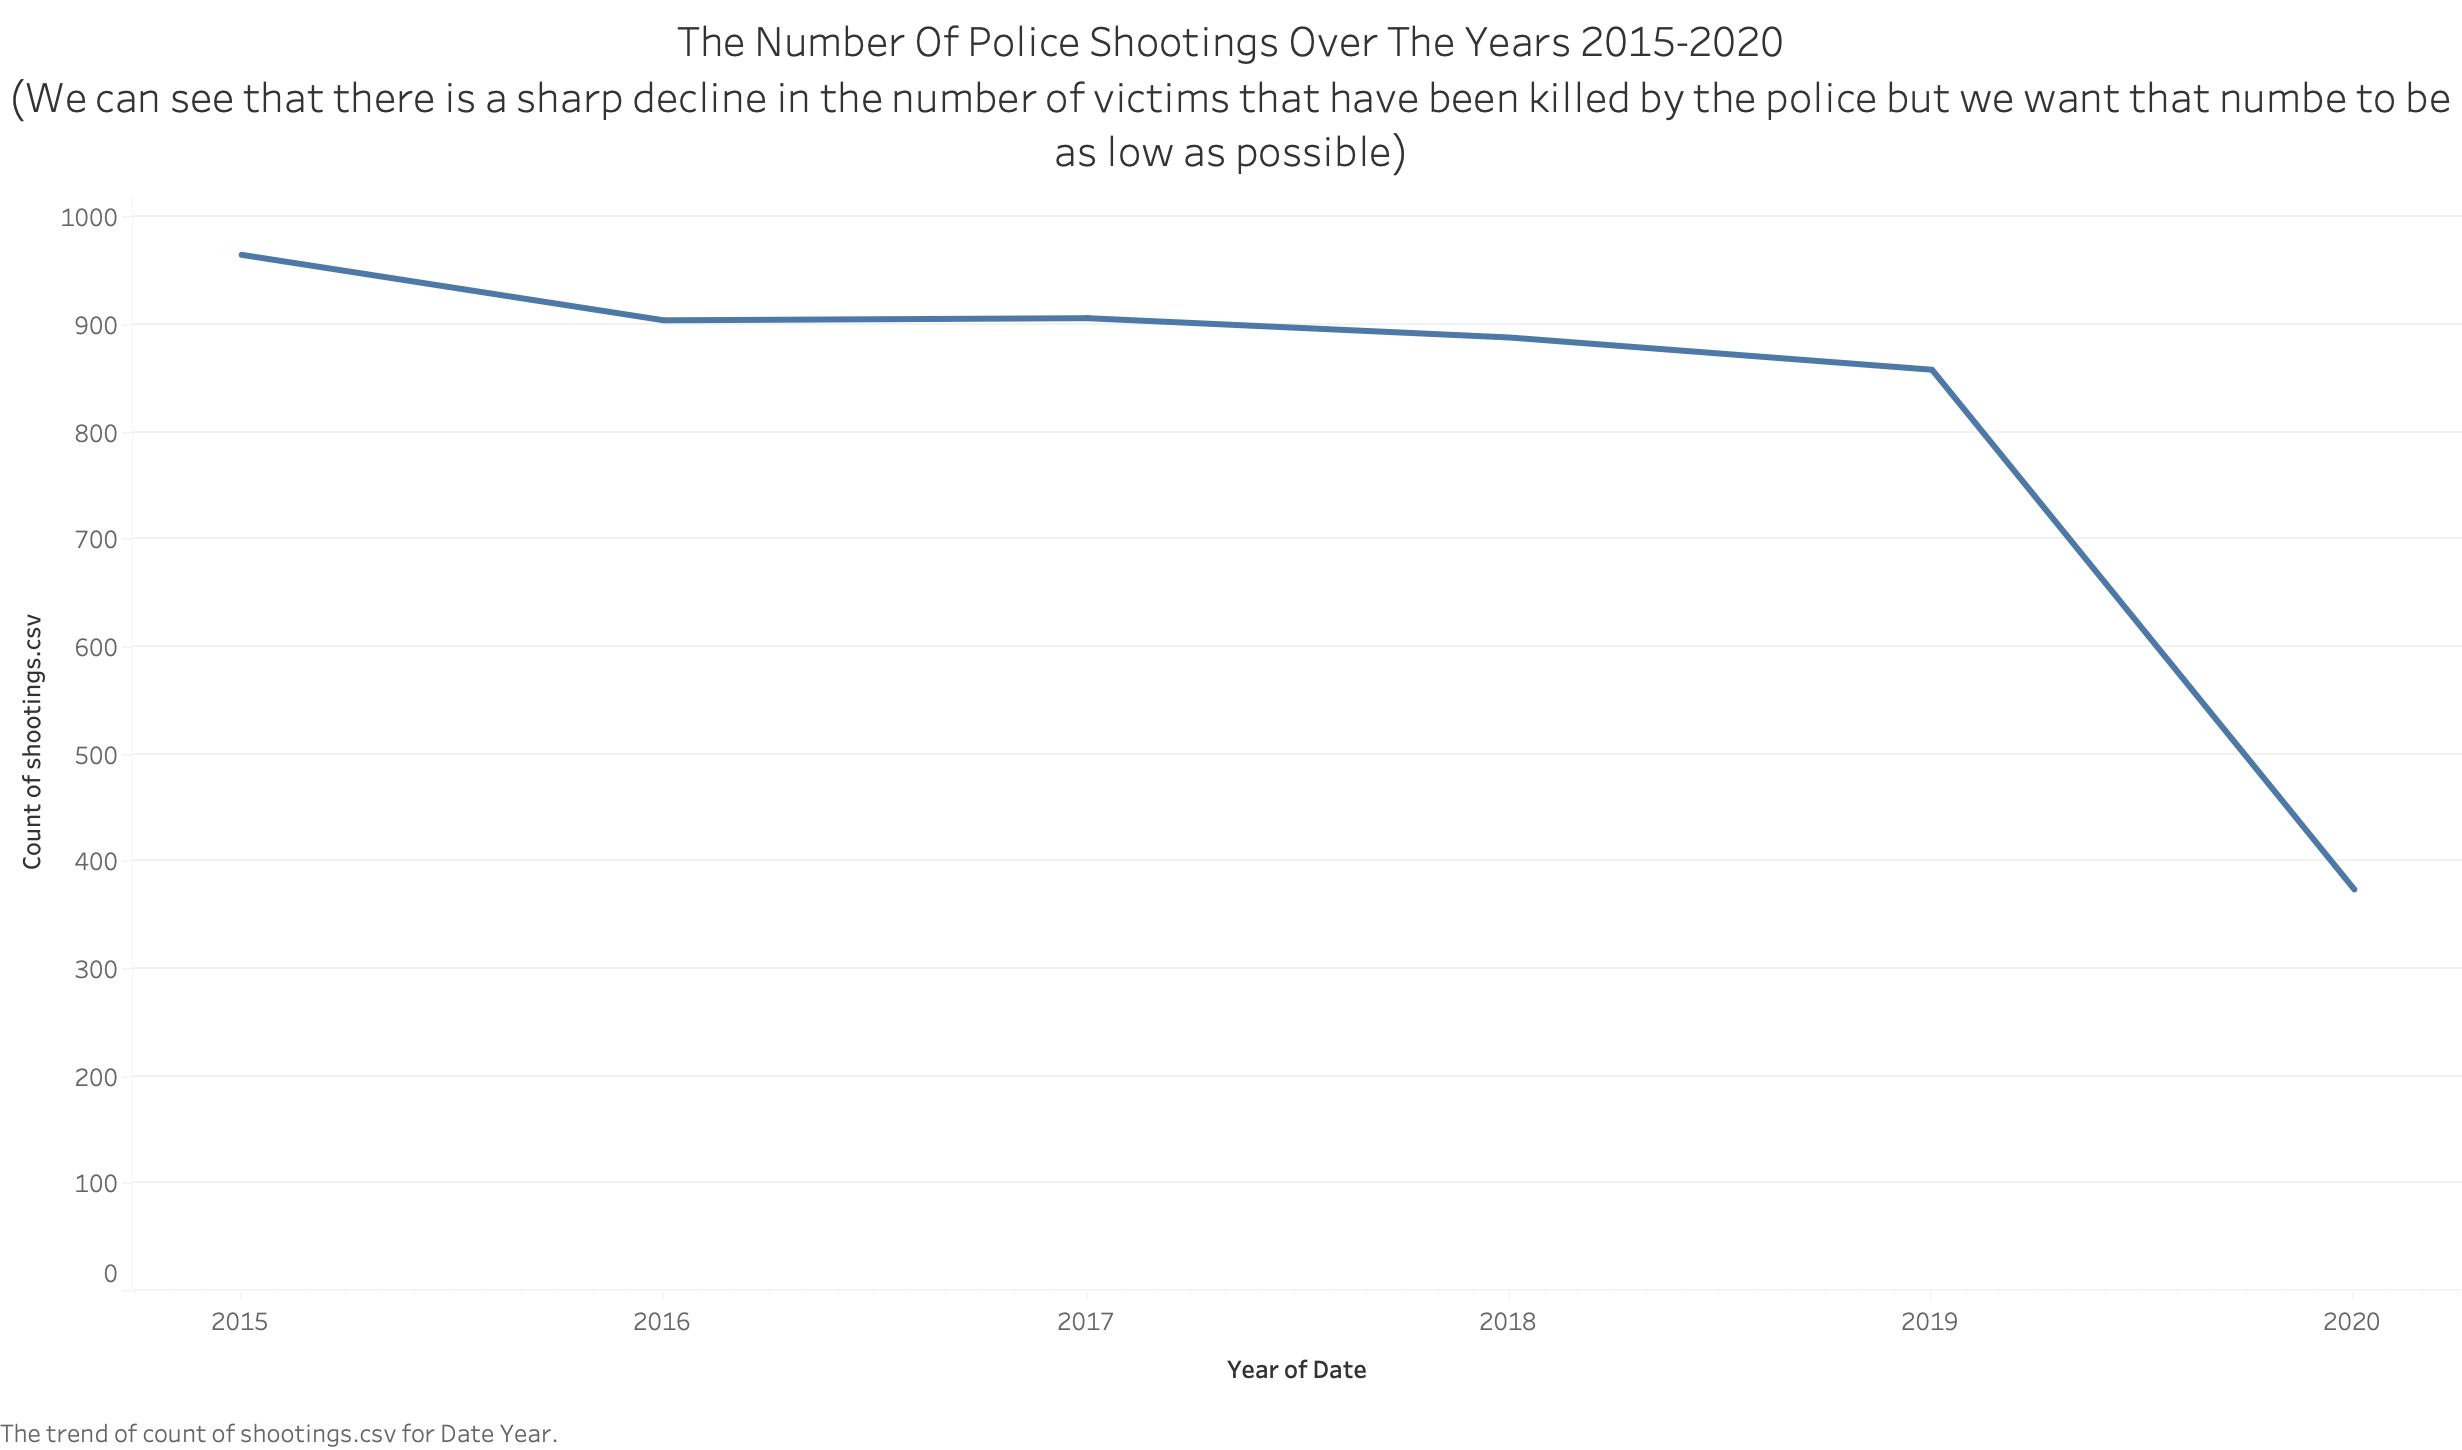 The Number Of Police Shootings Over The Years 2015-2020
(We can see that there is a sharp decline in the number of victims that have been killed by the police but we want that numbe to be
as low as possible)
1000
900
800
700
600
500
400
300
200
100
0
Count of shootings.csv
2015 2016 2017 2018 2019 2020
Year of Date
The trend of count of shootings.csv for Date Year.